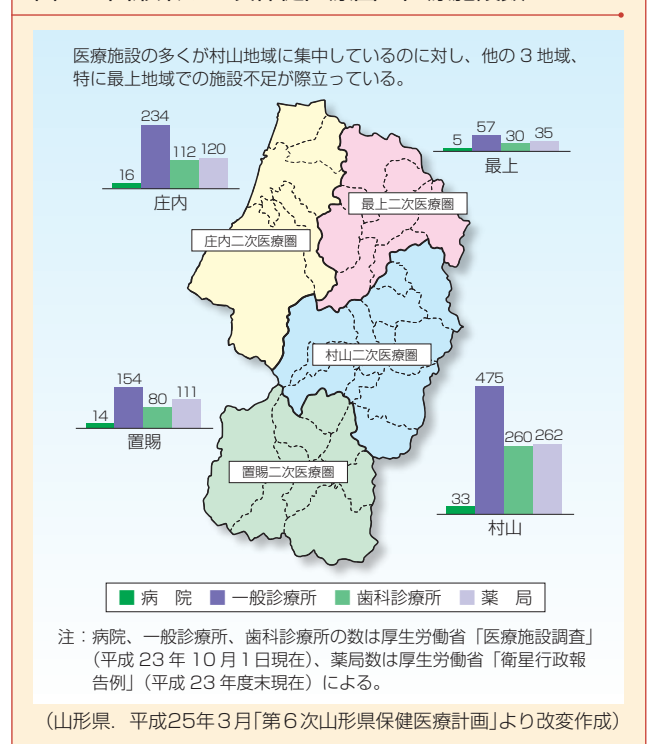 医療施設の多くが村山地域に集中しているのに対し、他の3地域、
特に最上地域での施設不足が際立っている。
234
112 120
16
庄内
57
5 30 35
最上
最上二次医療圏
庄内二次医療圏
村山二次医療圏
154
14 80 111
置賜
475
260 262
33
村山
置賜二次医療圏
病 院 一般診療所 歯科診療所 薬 局
注:病院、一般診療所、歯科診療所の数は厚生労働省「医療施設調査」
(平成23年10月1日現在)、薬局数は厚生労働省「衛星行政報
告例」(平成23年度末現在)による。
(山形県.平成25年3月「第6次山形県保健医療計画」より改変作成)